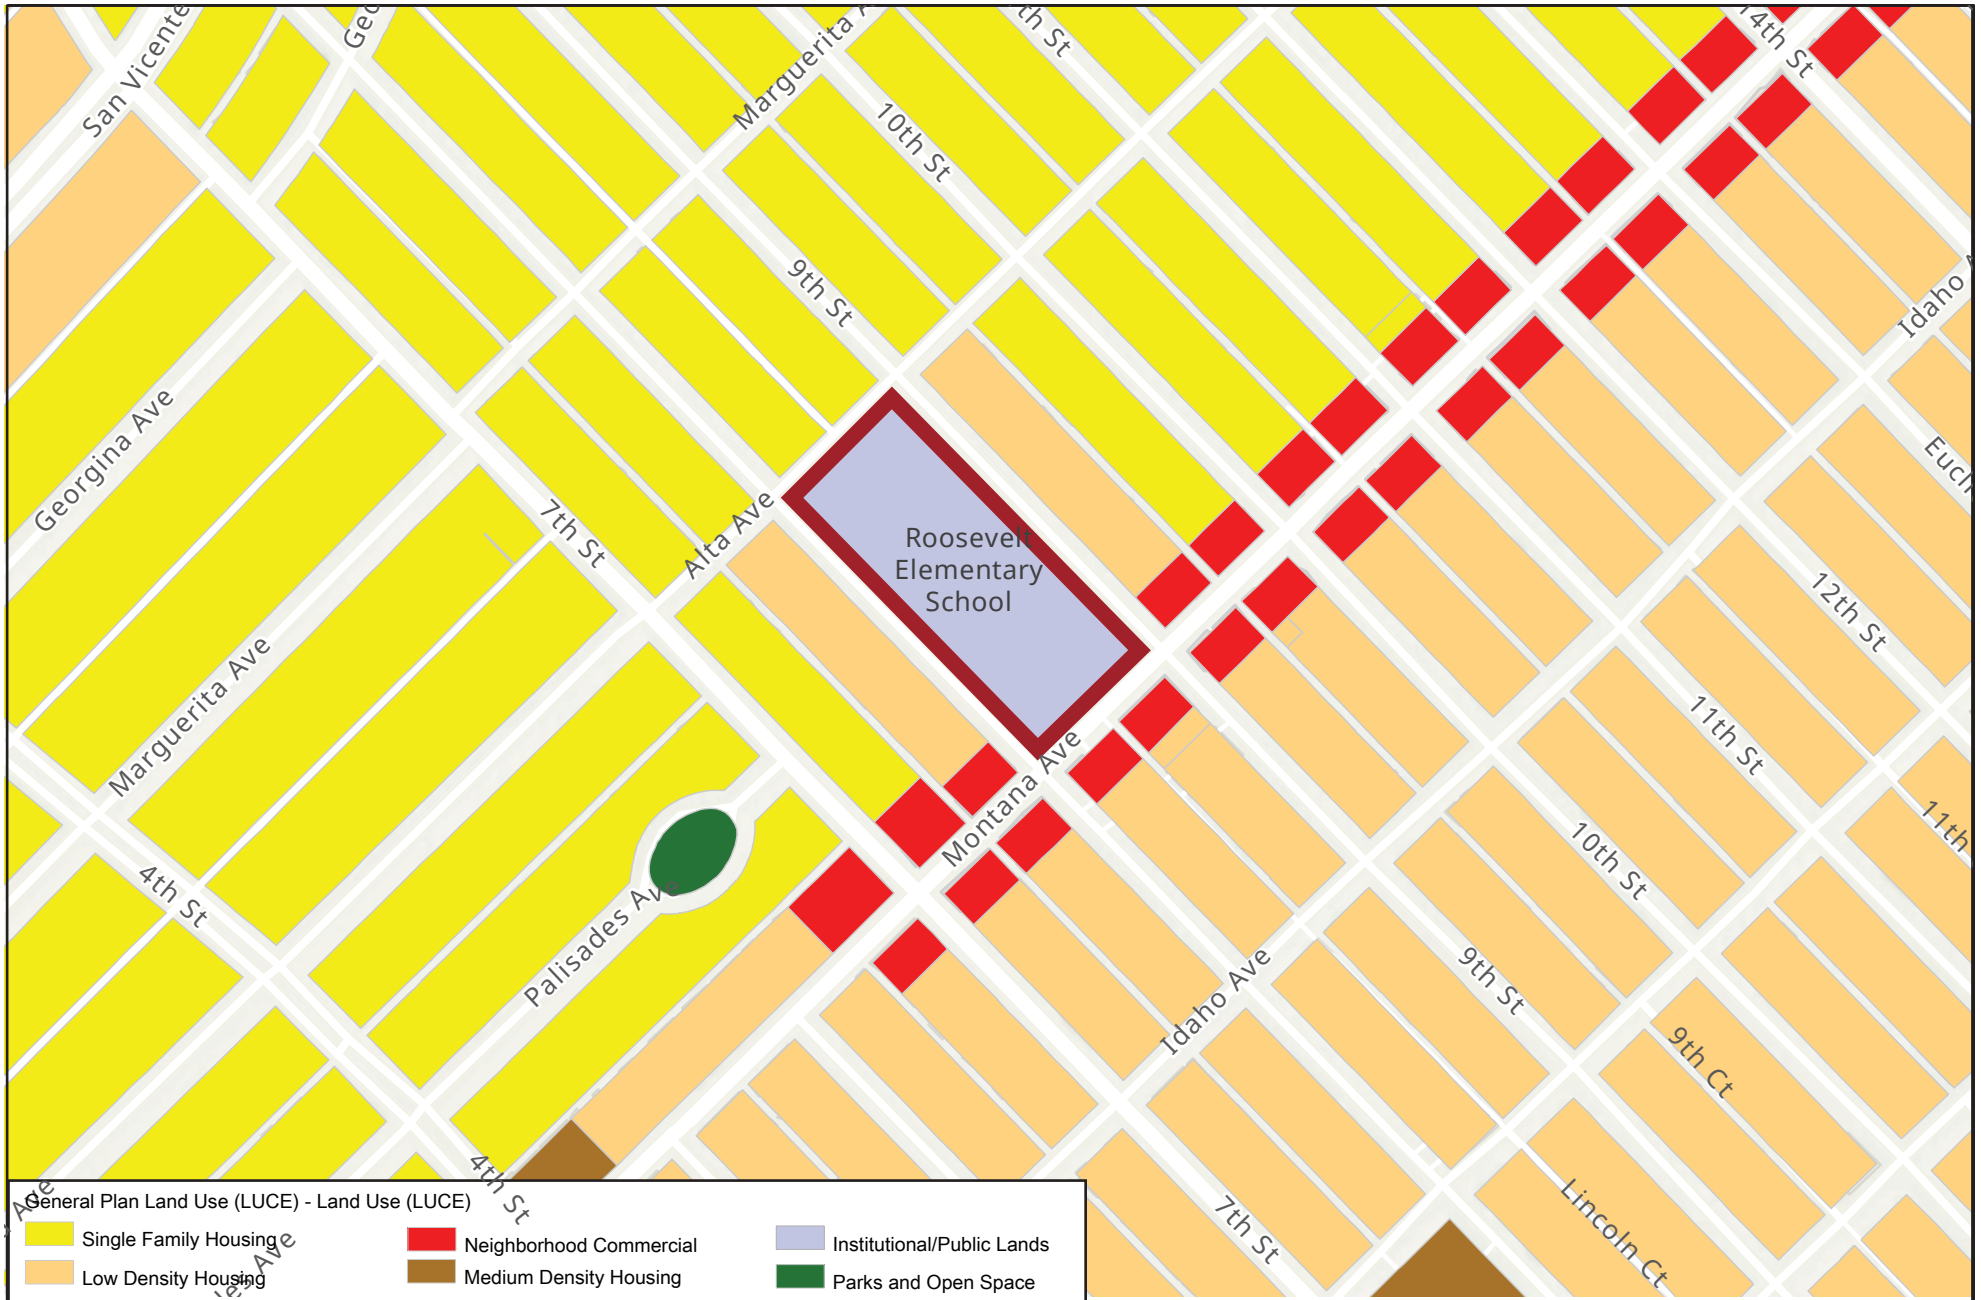 San Vicente
Marguerita A
10th St
14th St
9th St
Idaho
Georgina Ave
7th St
Alta Ave
Roosevelt
Elementary
School
12th St
11th St
Marguerita Ave
Montana Ave
10th St
11th
4th St
Palisades Ave
9th St
Idaho Ave
9th Ct
4th St
7th St
Lincoln Ct
Ave
General Plan Land Use (LUCE) - Land Use (LUCE)
Single Family Housing
Low Density Housing
Neighborhood Commercial
Medium Density Housing
Institutional/Public Lands
Parks and Open Space